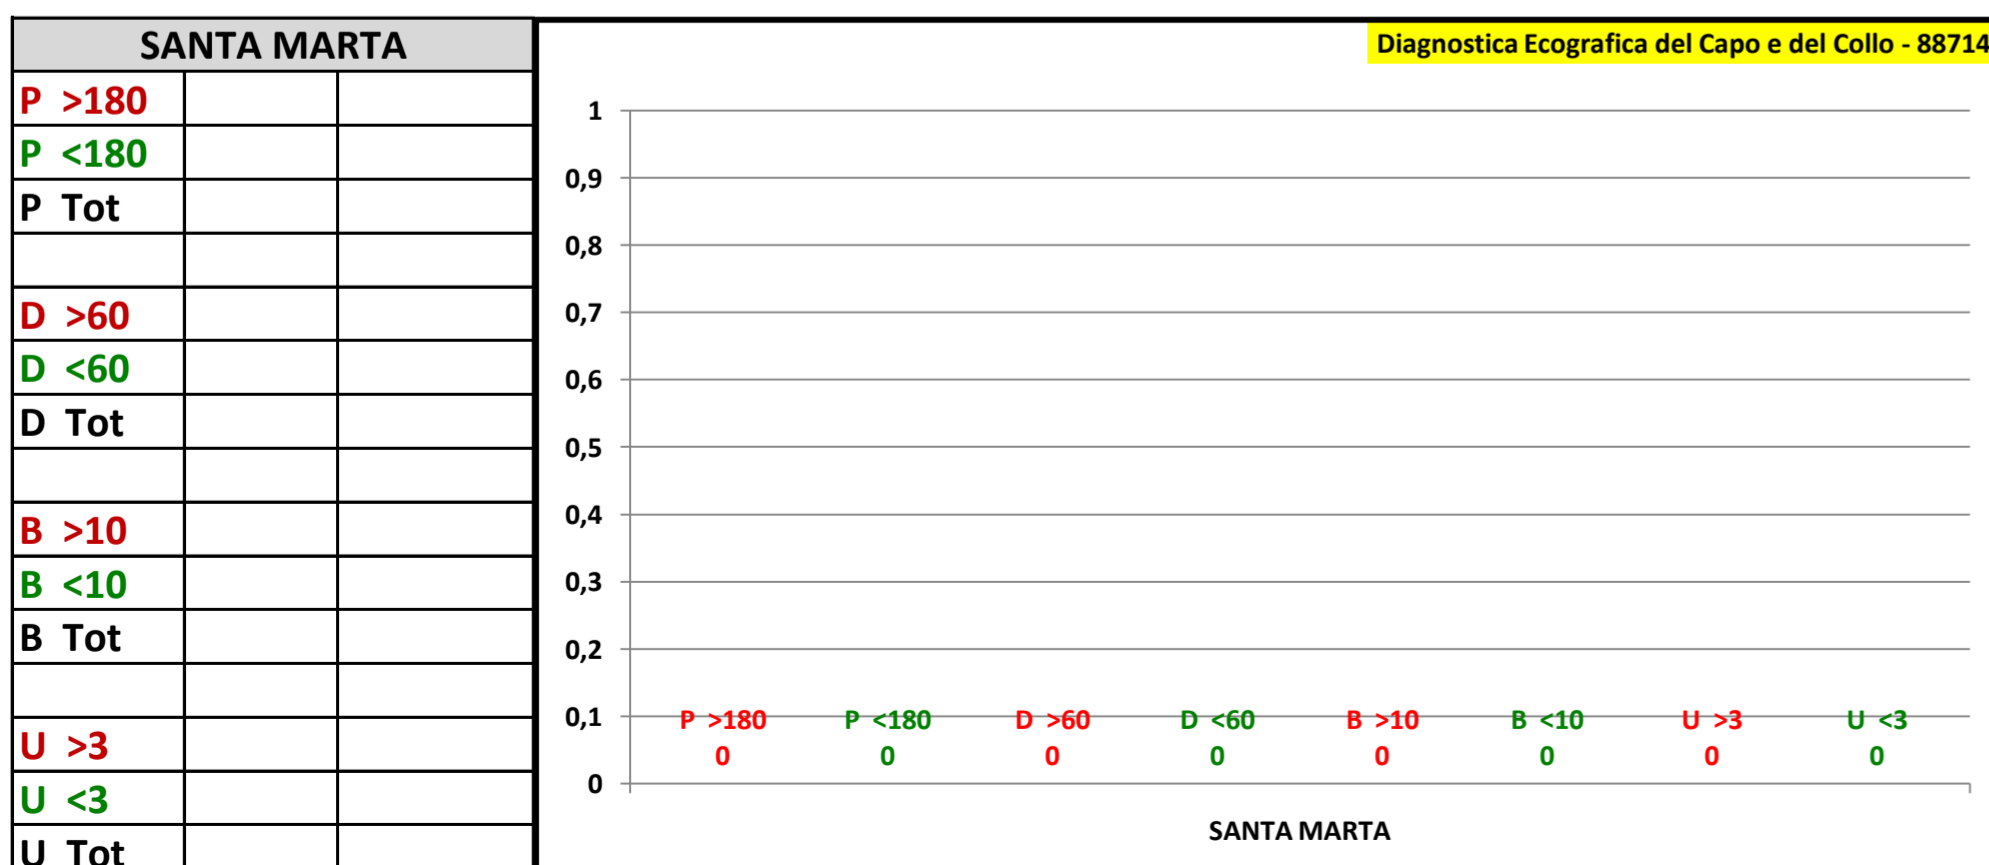 SANTA MARTA
P >180
P <180
P Tot
D >60
D <60
D Tot
B >10
B <10
B Tot
U >3
U <3
U Tot
Diagnostica Ecografica del Capo e del Collo - 88714
1
0,9
0,8
0,7
0,6
0,5
0,4
0,3
0,2
0,1
0
P >180 P <180 D >60 D <60 B >10 B <10 U >3 U <3
0 0 0 0 0 0 0 0
SANTA MARTA